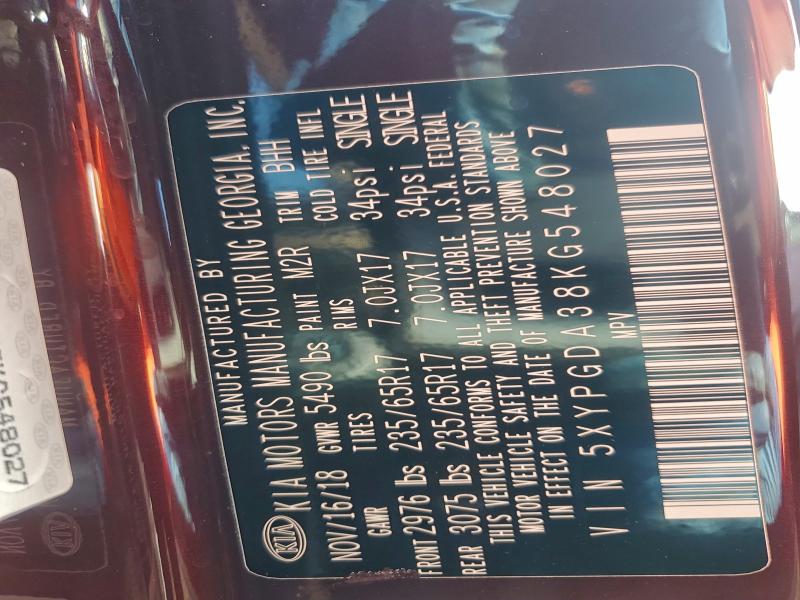 MANUFACTURED BY
KIA KIA MOTORS MANUFACTURING GEORGIA, INC.
NOV/16/18 GVWR 5490 lbs PAINT M2R TRIM BHH
GAWR TIRES RIMS COLD TIRE INFL
FRONT 2976 lbs 235/65R17 7.0JX17 34psi SINGLE
REAR 3075 lbs 235/65R17 7.0JX17 34psi SINGLE
THIS VEHICLE CONFORMS TO ALL APPLICABLE U.S.A. FEDERAL
MOTOR VEHICLE SAFETY AND THEFT PREVENTION STANDARDS
IN EFFECT ON THE DATE OF MANUFACTURE SHOWN ABOVE
VIN 5XYPGDA38KG548027
MPV
KG548027